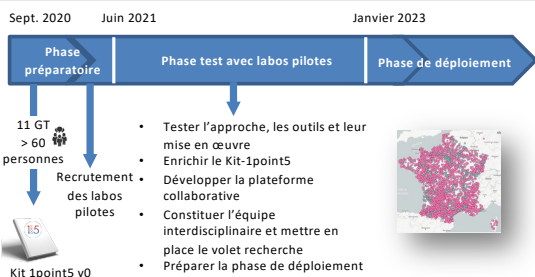 Sept. 2020
Juin 2021
Janvier 2023
Phase
préparatoire
Phase test avec labos pilotes
Phase de déploiement
11 GT
> 60
personnes
Recrutement
des labos
pilotes
Kit 1point5 v0
• Tester l’approche, les outils et leur
mise en œuvre
• Enrichir le Kit-1point5
• Développer la plateforme
collaborative
• Constituer l’équipe
interdisciplinaire et mettre en
place le volet recherche
• Préparer la phase de déploiement